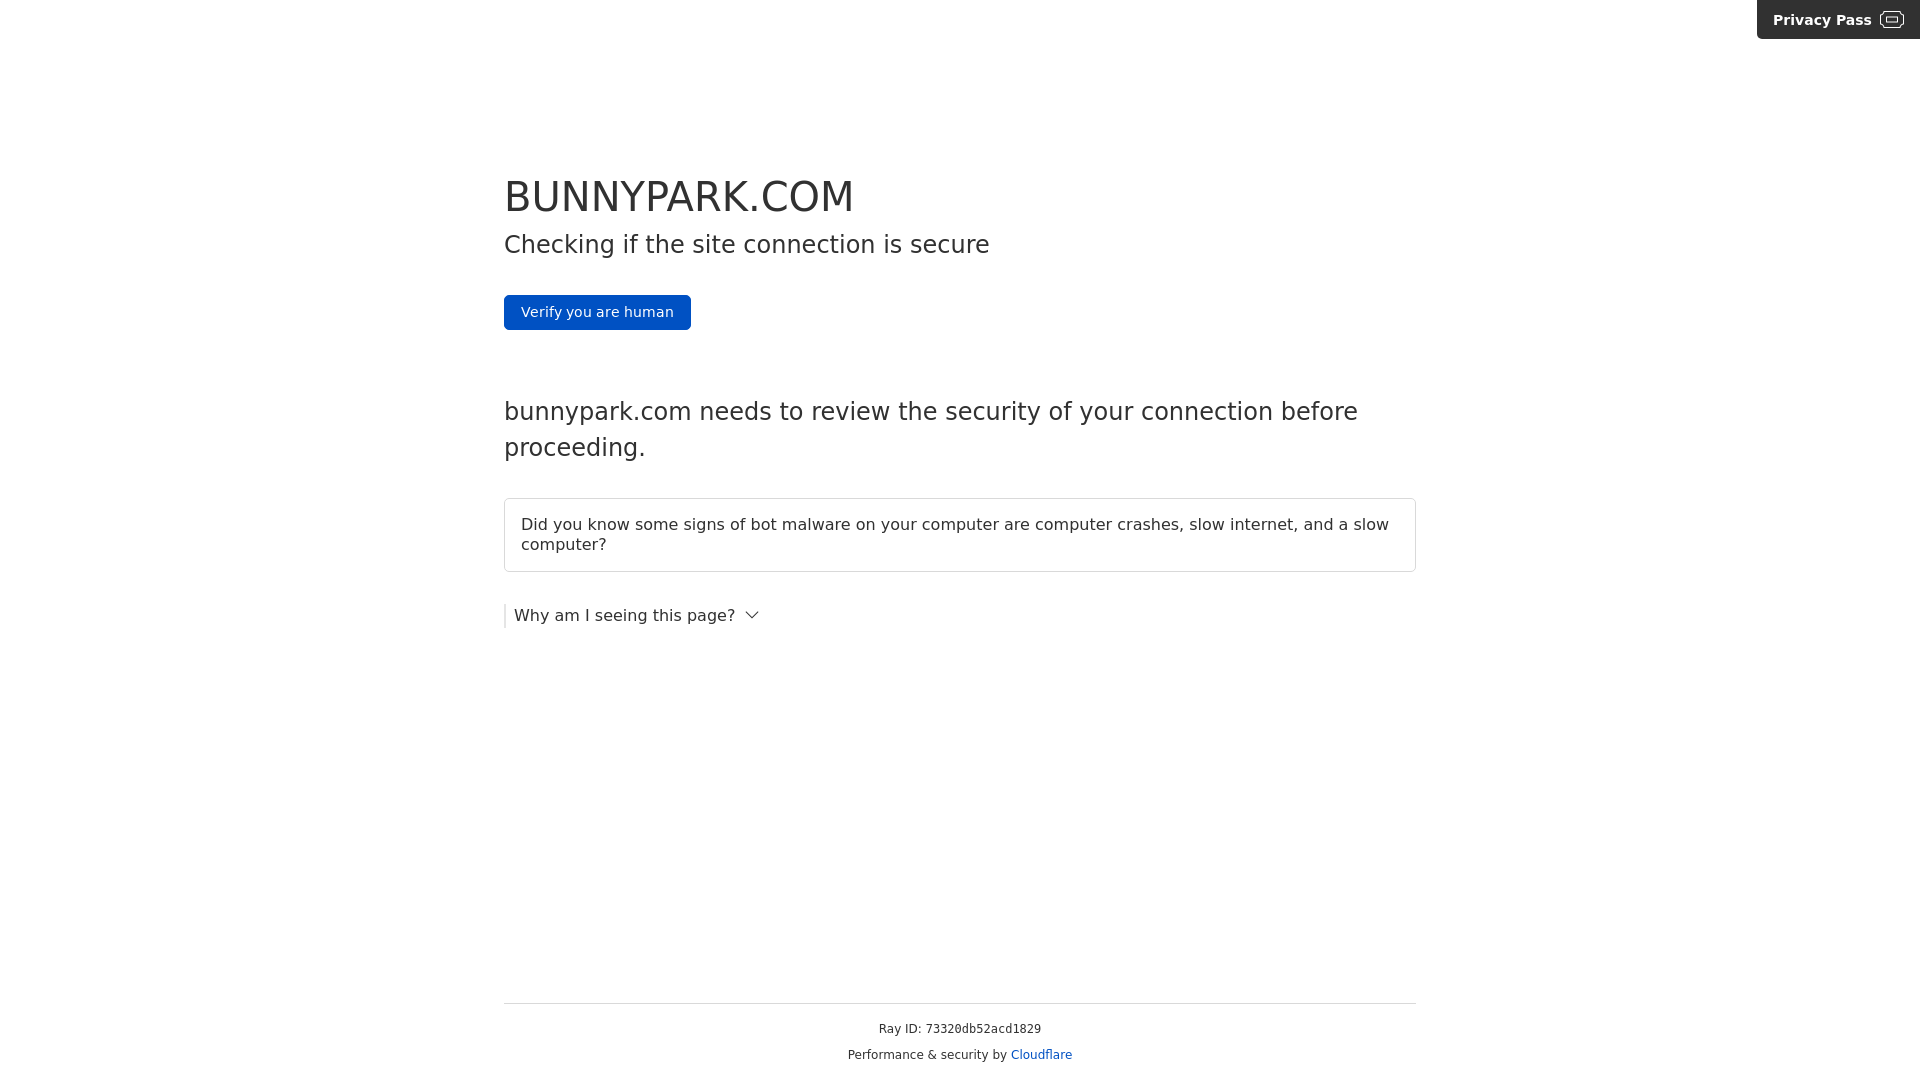 Privacy Pass
BUNNYPARK.COM
Checking if the site connection is secure
Verify you are human
bunnypark.com needs to review the security of your connection before
proceeding.
Did you know some signs of bot malware on your computer are computer crashes, slow internet, and a slow
computer?
Why am I seeing this page?
Ray ID: 73320db52acd1829
Performance & security by Cloudflare